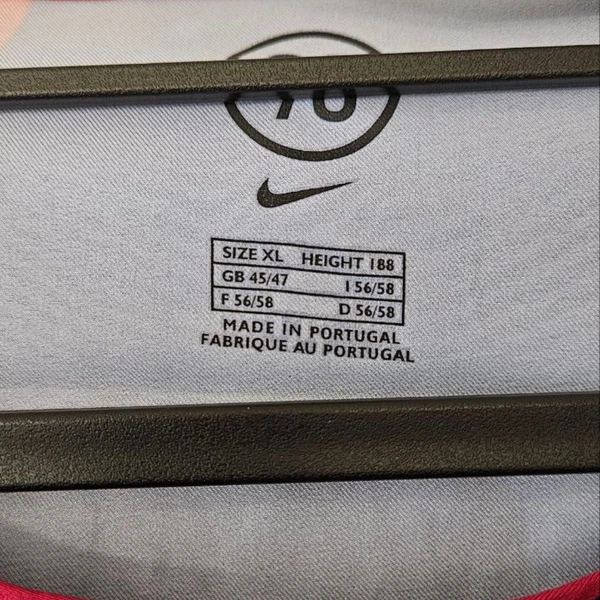 SIZE XL HEIGHT 188
GB 45/47 I 56/58
F 56/58 D 56/58
MADE IN PORTUGAL
FABRIQUE AU PORTUGAL